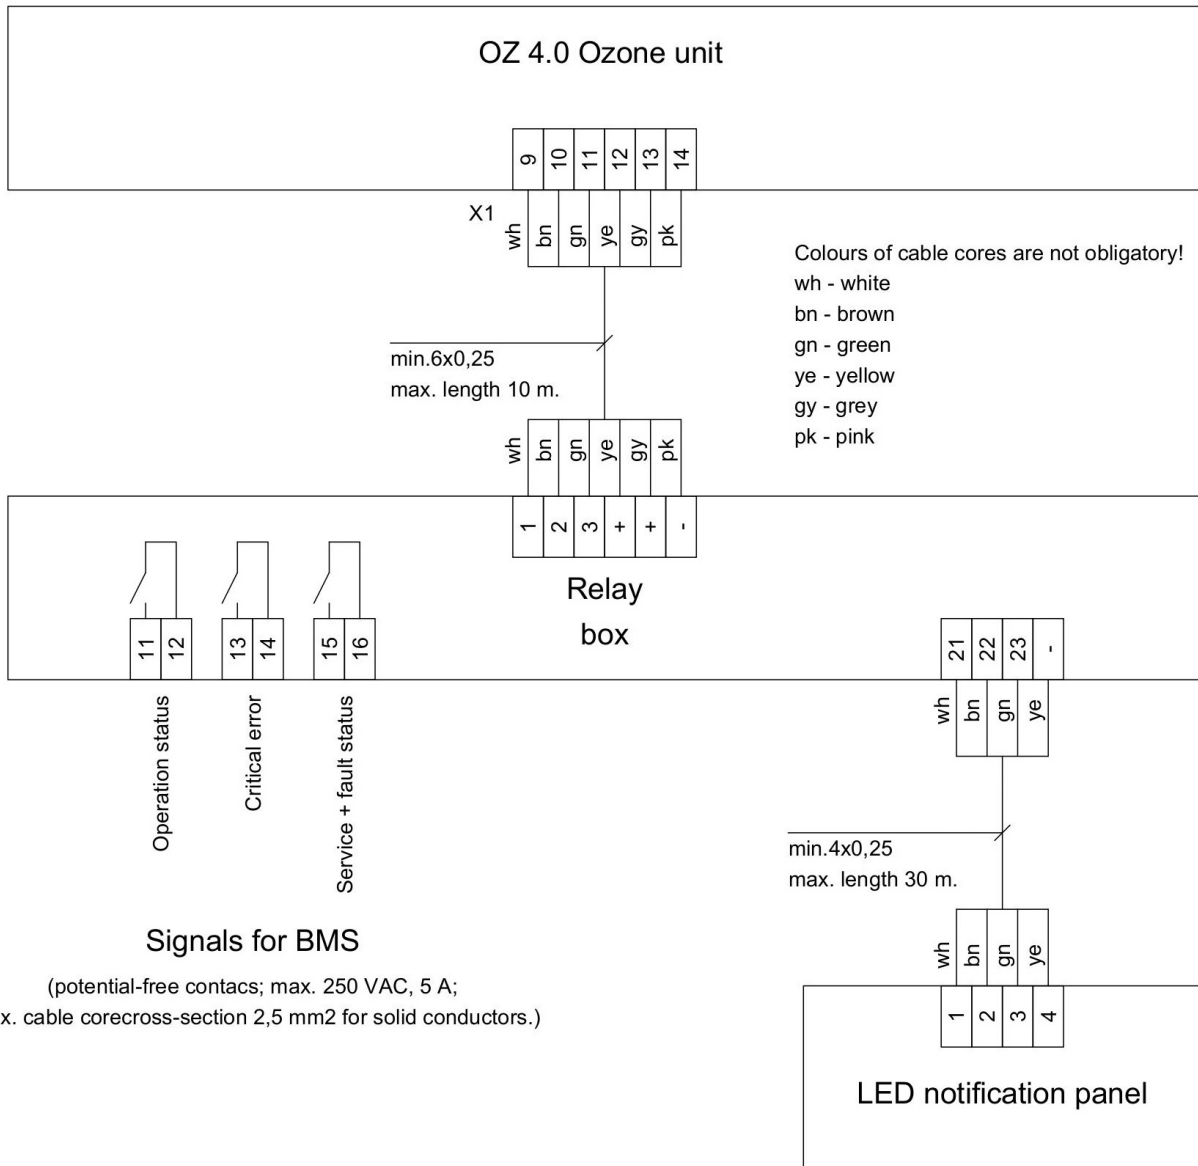 OZ 4.0 Ozone unit
9 10 11 12 13 14
X1
wh bn gn ye gy pk
Colours of cable cores are not obligatory!
wh - white
bn - brown
gn - green
ye - yellow
gy - grey
pk - pink
min.6x0,25
max. length 10 m.
wh bn gn ye gy pk
1 2 3 + + -
Relay
box
11 12 13 14 15 16
21 22 23 -
Operation status
Critical error
Service + fault status
wh bn gn ye
min.4x0,25
max. length 30 m.
Signals for BMS
(potential-free contacs; max. 250 VAC, 5 A;
x. cable corecross-section 2,5 mm2 for solid conductors.)
wh bn gn ye
1 2 3 4
LED notification panel